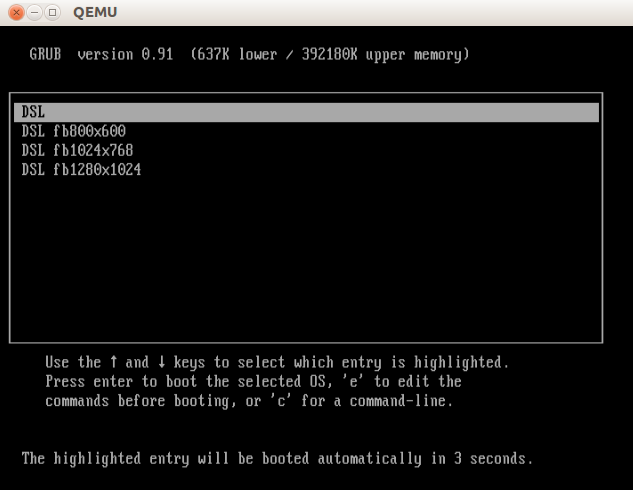 QEMU
GRUB  version 0.91  (637K lower / 392180K upper memory)
DSL
DSL fb800x600
DSL fb1024x768
DSL fb1280x1024
Use the ↑ and ↓ keys to select which entry is highlighted.
Press enter to boot the selected OS, 'e' to edit the
commands before booting, or 'c' for a command-line.
The highlighted entry will be booted automatically in 3 seconds.